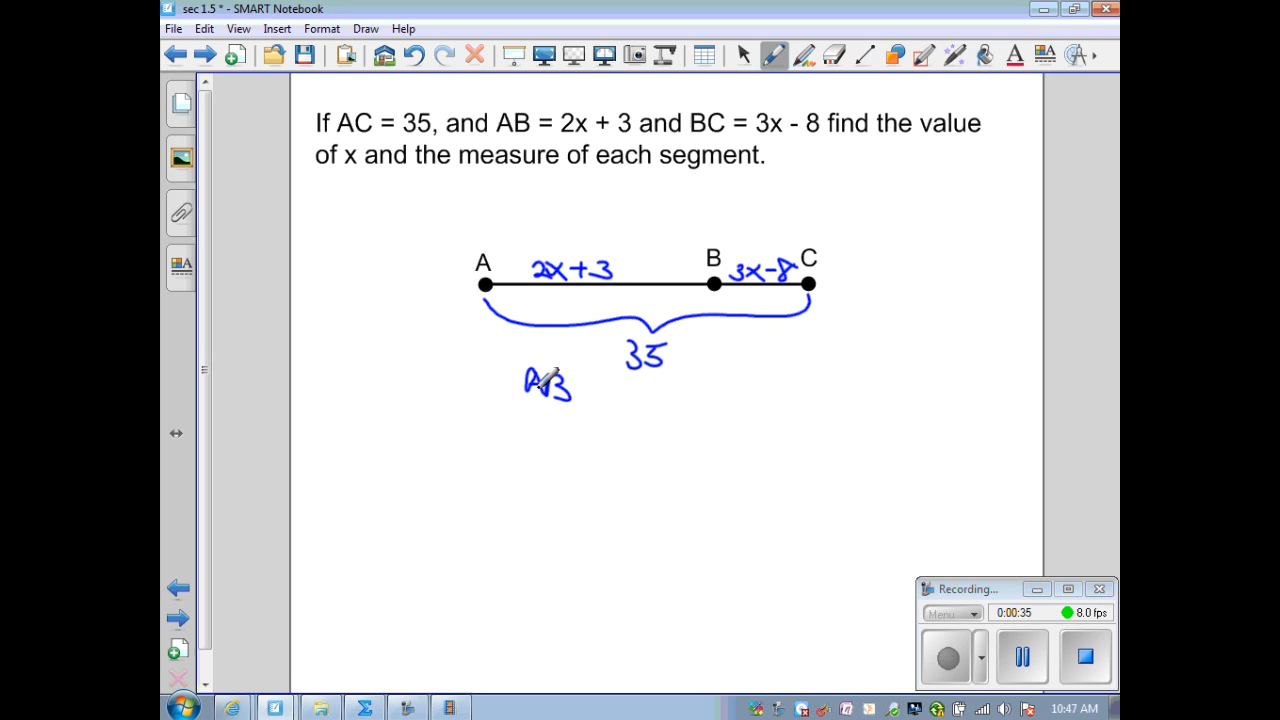 sec 1.5 * - SMART Notebook
File Edit View Insert Format Draw Help
If AC = 35, and AB = 2x + 3 and BC = 3x - 8 find the value
of x and the measure of each segment.
A B C
2x+3 3x-8
35
AB
Recording...
Menu 0:00:35 8.0 fps
10:47 AM